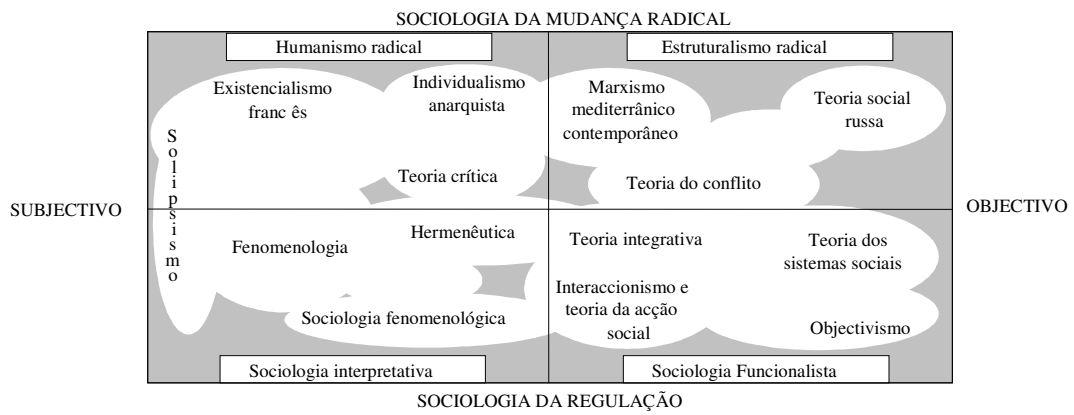 SOCIOLOGIA DA MUDANÇA RADICAL
Humanismo radical
Estruturalismo radical
Existencialismo
franc ês
Individualismo
anarquista
Marxismo
mediterrânico
contemporâneo
Teoria social
russa
Solipsismo
Teoria crítica
Teoria do conflito
SUBJECTIVO
OBJECTIVO
Fenomenologia
Hermenêutica
Teoria integrativa
Teoria dos
sistemas sociais
Interaccionismo e
teoria da acção
social
Sociologia fenomenológica
Objectivismo
Sociologia interpretativa
Sociologia Funcionalista
SOCIOLOGIA DA REGULAÇÃO